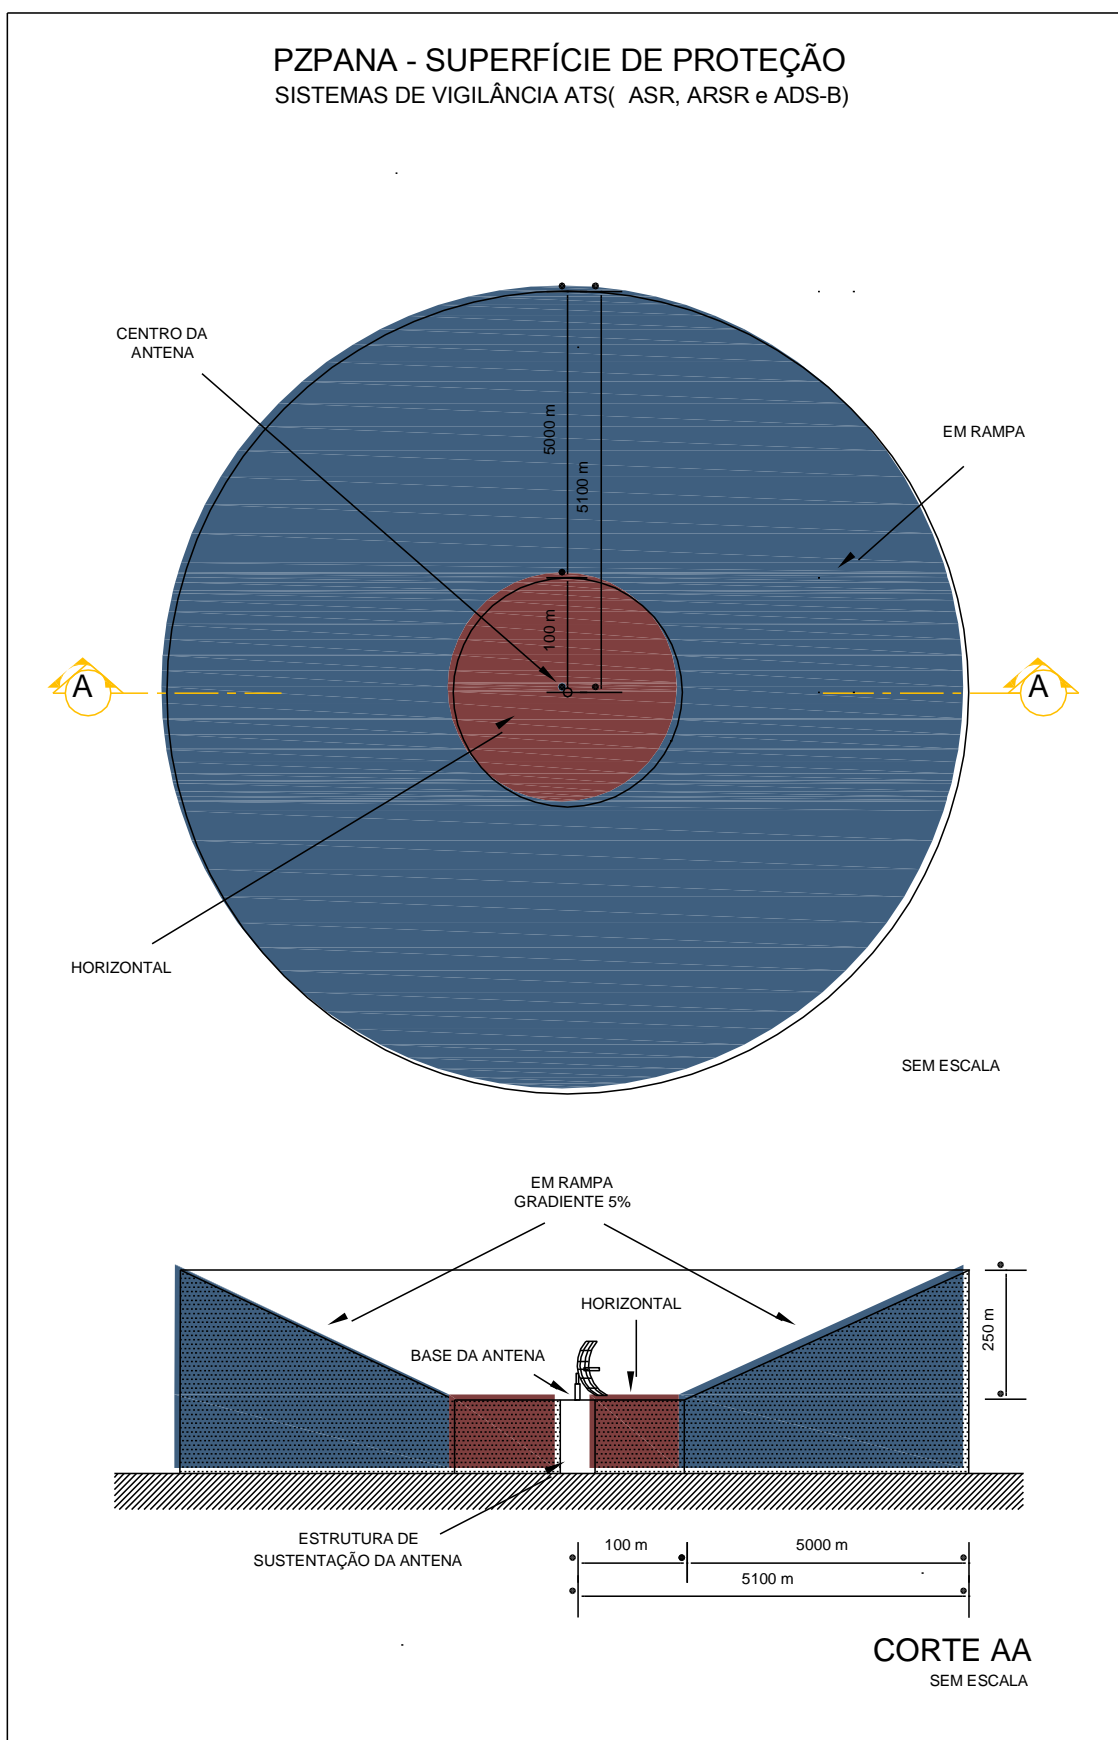 PZPANA - SUPERFÍCIE DE PROTEÇÃO
SISTEMAS DE VIGILÂNCIA ATS( ASR, ARSR e ADS-B)
CENTRO DA
ANTENA
EM RAMPA
5000 m
5100 m
100 m
A
A
HORIZONTAL
SEM ESCALA
EM RAMPA
GRADIENTE 5%
HORIZONTAL
BASE DA ANTENA
250 m
ESTRUTURA DE
SUSTENTAÇÃO DA ANTENA
100 m
5000 m
5100 m
CORTE AA
SEM ESCALA